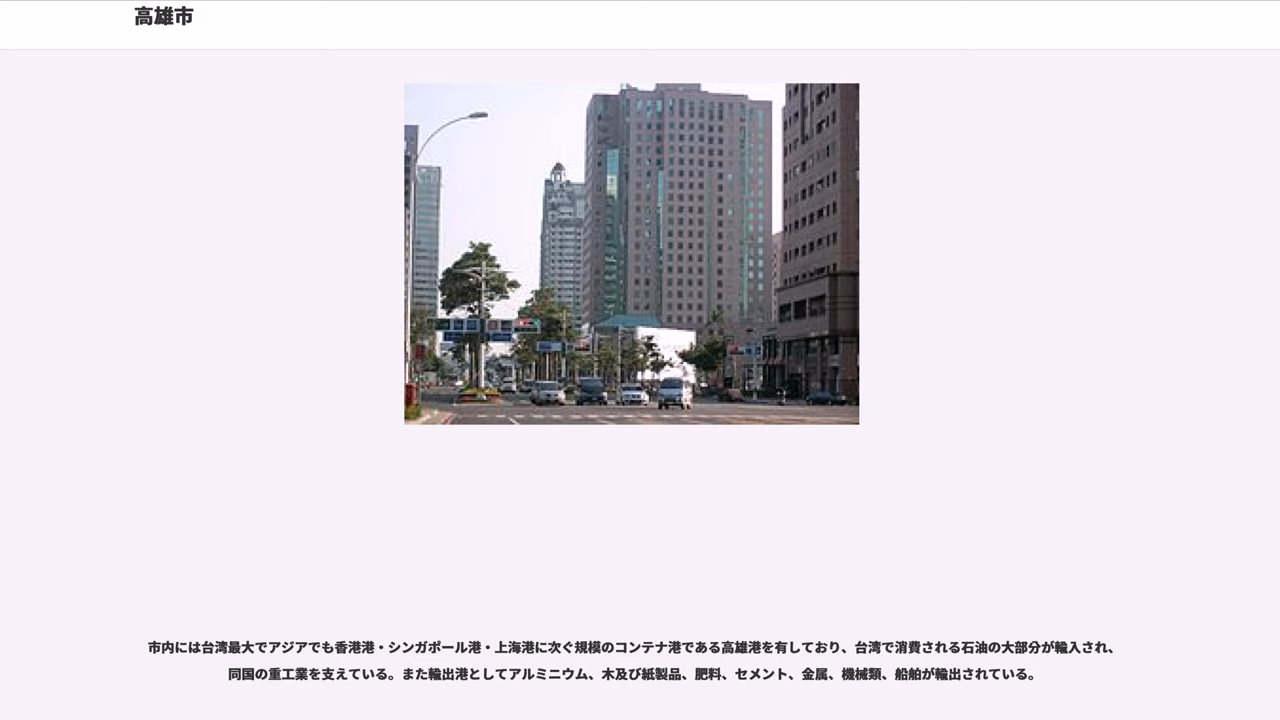 高雄市
市内には台湾最大でアジアでも香港港・シンガポール港・上海港に次ぐ規模のコンテナ港である高雄港を有しており、台湾で消費される石油の大部分が輸入され、
同国の重工業を支えている。また輸出港としてアルミニウム、木及び紙製品、肥料、セメント、金属、機械類、船舶が輸出されている。